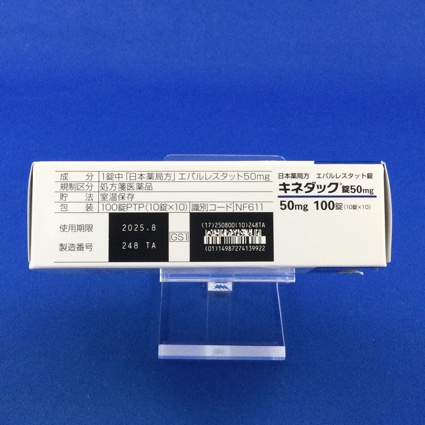 成分 1錠中「日本薬局方」エパルレスタット50mg
規制区分 処方箋医薬品
貯法 室温保存
包装 100錠PTP(10錠×10) 識別コード NF611
使用期限 2025.8
製造番号 248 TA
GS1
(17)250800(10)248TA
(01)14987274139922
日本薬局方 エパルレスタット錠
キネダック錠50mg
50mg 100錠(10錠×10)